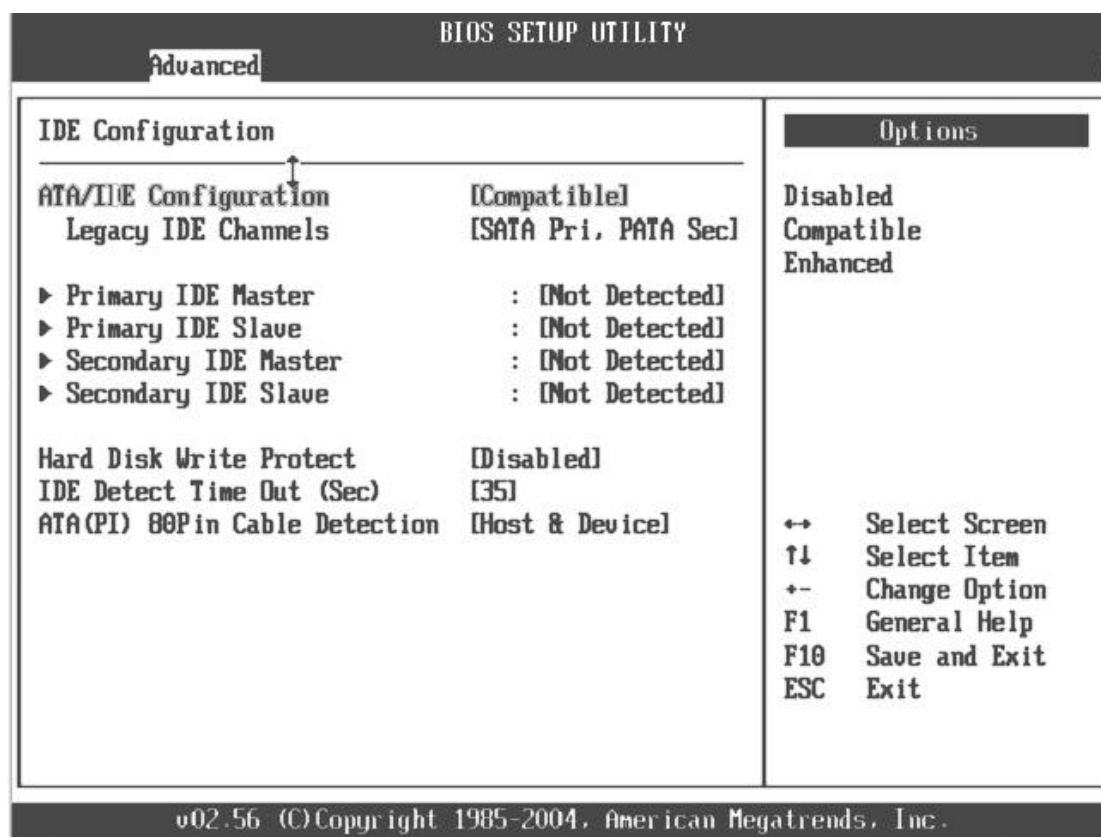 BIOS SETUP UTILITY
Advanced
IDE Configuration
ATA/IDE Configuration [Compatible]
Legacy IDE Channels [SATA Pri, PATA Sec]
Primary IDE Master : [Not Detected]
Primary IDE Slave : [Not Detected]
Secondary IDE Master : [Not Detected]
Secondary IDE Slave : [Not Detected]
Hard Disk Write Protect [Disabled]
IDE Detect Time Out (Sec) [35]
ATA(PI) 80Pin Cable Detection [Host & Device]
Options
Disabled
Compatible
Enhanced
↔ Select Screen
↑↓ Select Item
+- Change Option
F1 General Help
F10 Save and Exit
ESC Exit
v02.56 (C)Copyright 1985-2004, American Megatrends, Inc.